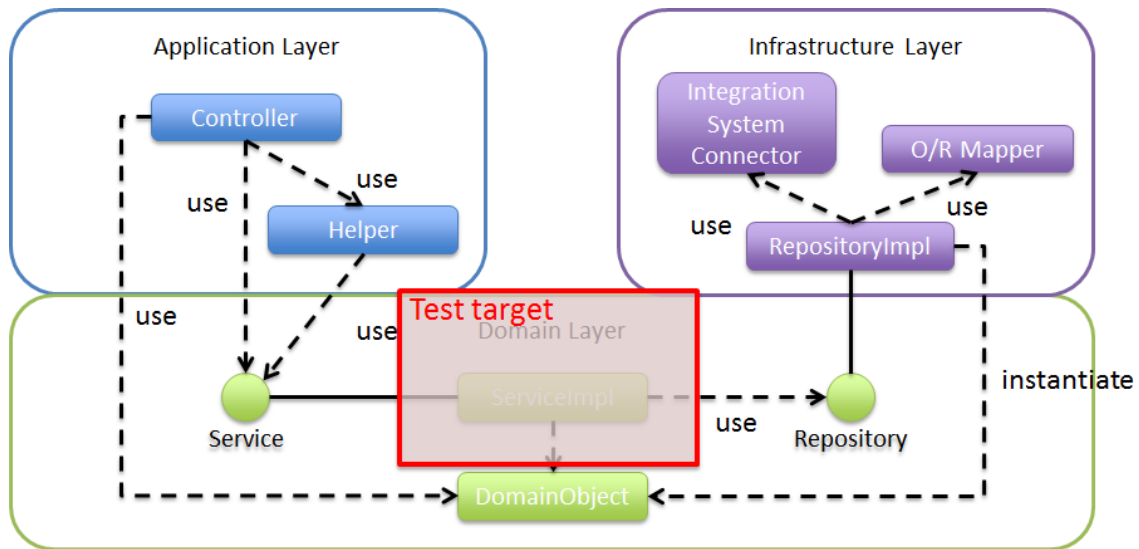 Application Layer
Infrastructure Layer
Controller
Integration
System
Connector
O/R Mapper
use
use
Helper
use
use
RepositoryImpl
Test target
Domain Layer
use
use
instantiate
ServiceImpl
use
Service
Repository
DomainObject